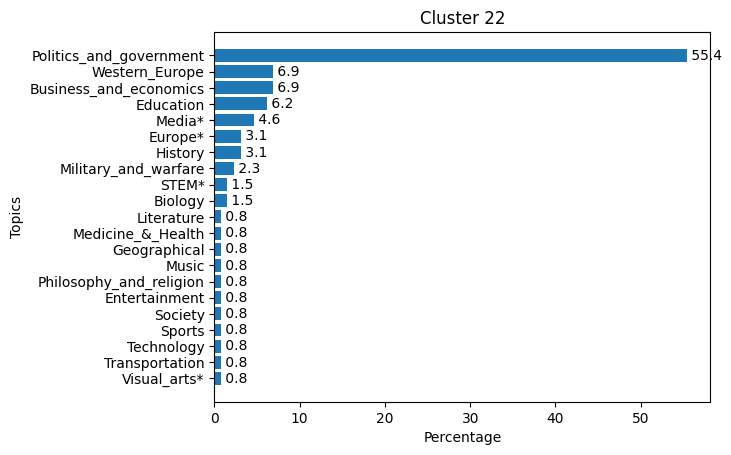 Cluster 22
Topics
Politics_and_government 55.4
Western_Europe 6.9
Business_and_economics 6.9
Education 6.2
Media* 4.6
Europe* 3.1
History 3.1
Military_and_warfare 2.3
STEM* 1.5
Biology 1.5
Literature 0.8
Medicine_&_Health 0.8
Geographical 0.8
Music 0.8
Philosophy_and_religion 0.8
Entertainment 0.8
Society 0.8
Sports 0.8
Technology 0.8
Transportation 0.8
Visual_arts* 0.8
0 10 20 30 40 50
Percentage